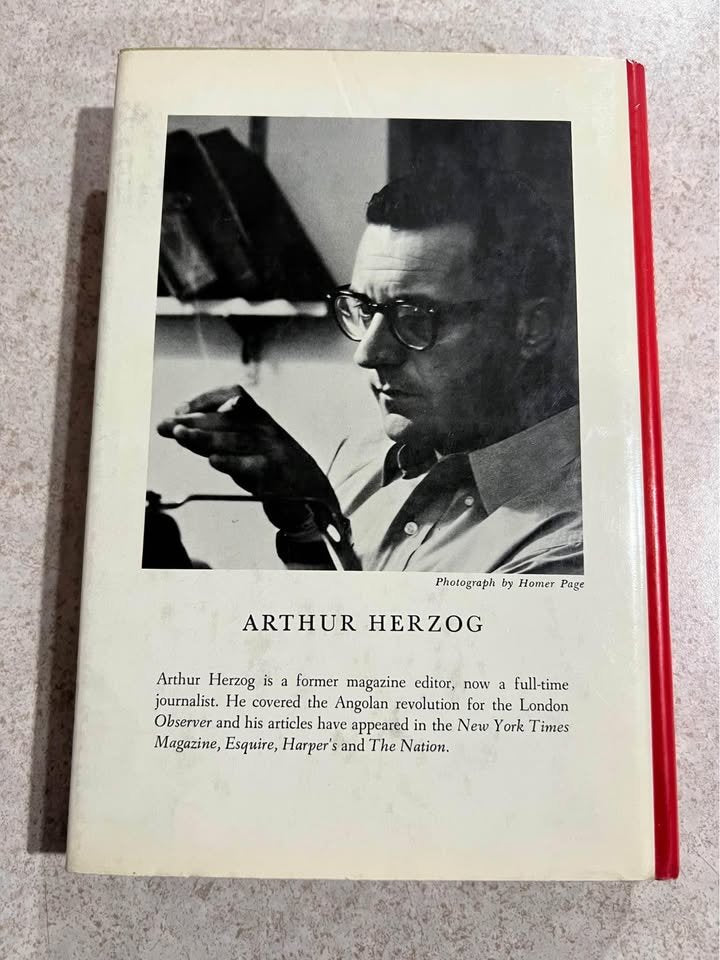 Photograph by Homer Page
ARTHUR HERZOG
Arthur Herzog is a former magazine editor, now a full-time
journalist. He covered the Angolan revolution for the London
Observer and his articles have appeared in the New York Times
Magazine, Esquire, Harper's and The Nation.